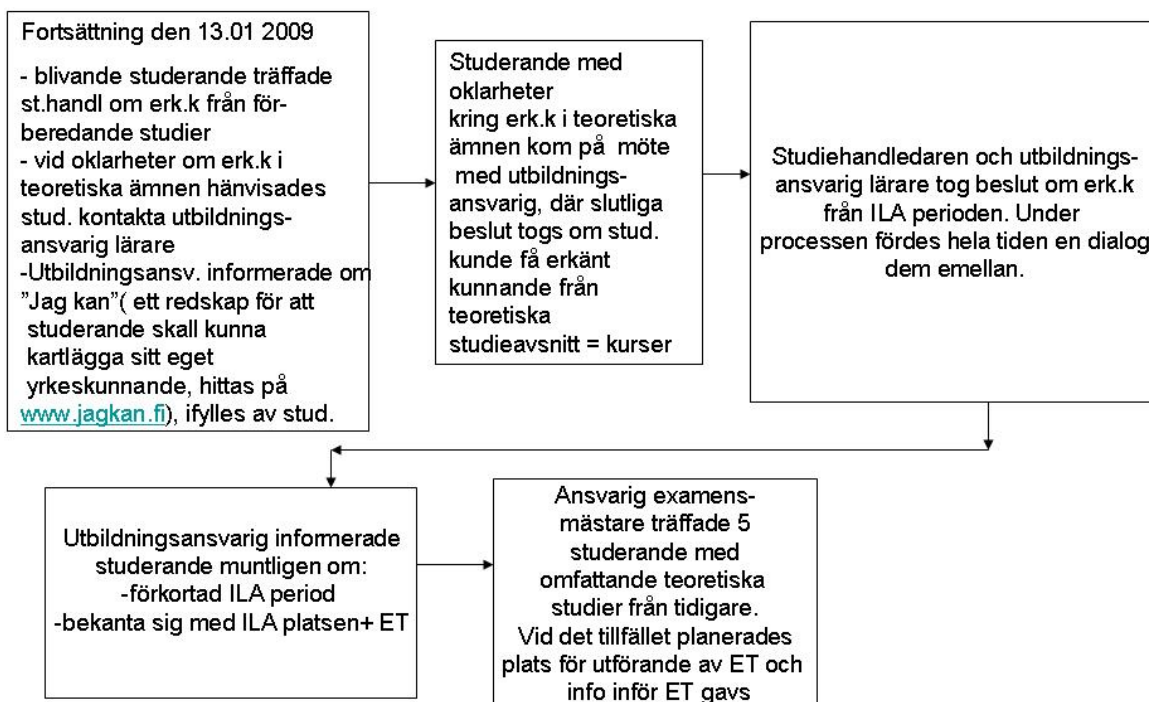 Fortsättning den 13.01 2009
- blivande studerande träffade
st.handl om erk.k från för-
beredande studier
- vid oklarheter om erk.k i
teoretiska ämnen hänvisades
stud. kontakta utbildnings-
ansvarig lärare
-Utbildningsansv. informerade om
”Jag kan”( ett redskap för att
studerande skall kunna
kartlägga sitt eget
yrkeskunnande, hittas på
www.jagkan.fi), ifylles av stud.
Studerande med
oklarheter
kring erk.k i teoretiska
ämnen kom på möte
med utbildnings-
ansvarig, där slutliga
beslut togs om stud.
kunde få erkänt
kunnande från
teoretiska
studieavsnitt = kurser
Studiehandledaren och utbildnings-
ansvarig lärare tog beslut om erk.k
från ILA perioden. Under
processen fördes hela tiden en dialog
dem emellan.
Utbildningsansvarig informerade
studerande muntligen om:
-förkortad ILA period
-bekanta sig med ILA platsen+ ET
Ansvarig examens-
mästare träffade 5
studerande med
omfattande teoretiska
studier från tidigare.
Vid det tillfället planerades
plats för utförande av ET och
info inför ET gavs